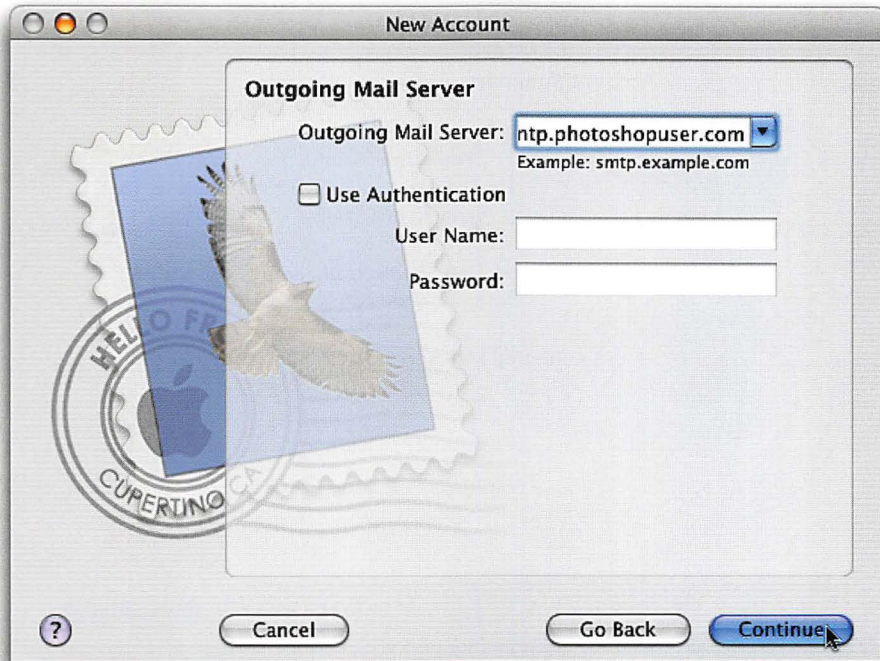 New Account
Outgoing Mail Server
Outgoing Mail Server: ntp.photoshopuser.com
Example: smtp.example.com
Use Authentication
User Name:
Password:
HELLO FR
CUPERTINO CA
? Cancel Go Back Continue